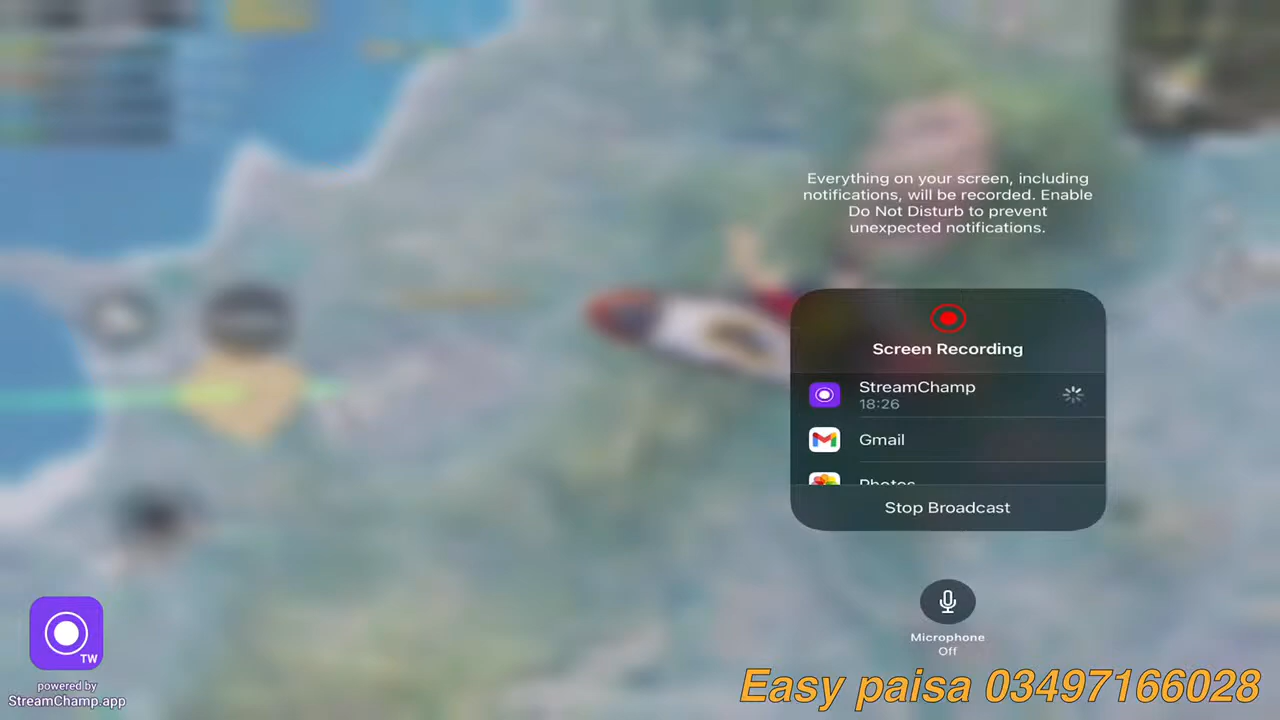 Everything on your screen, including
notifications, will be recorded. Enable
Do Not Disturb to prevent
unexpected notifications.
Screen Recording
StreamChamp
18:26
Gmail
Photos
Stop Broadcast
Microphone
Off
TW
powered by
StreamChamp.app
Easy paisa 03497166028